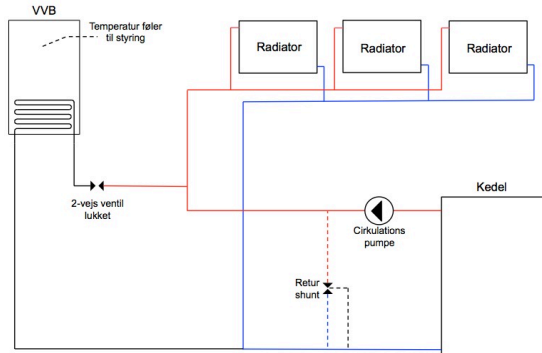 VVB
Temperatur føler
til styring
Radiator
Radiator
Radiator
2-vejs ventil
lukket
Kedel
Cirkulations
pumpe
Retur
shunt